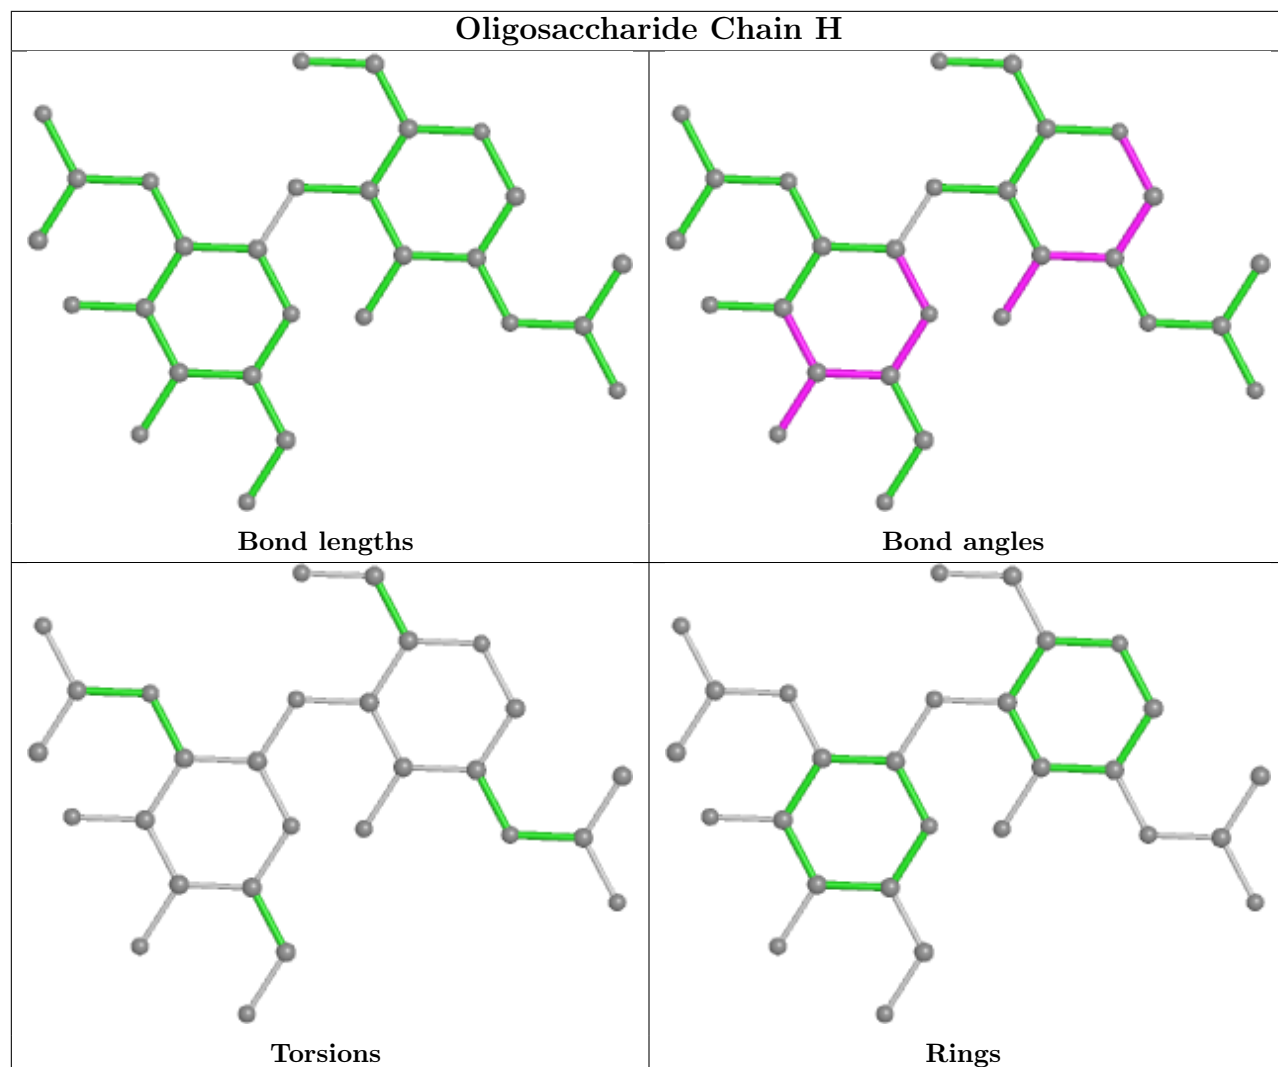 Oligosaccharide Chain H
Bond lengths
Bond angles
Torsions
Rings